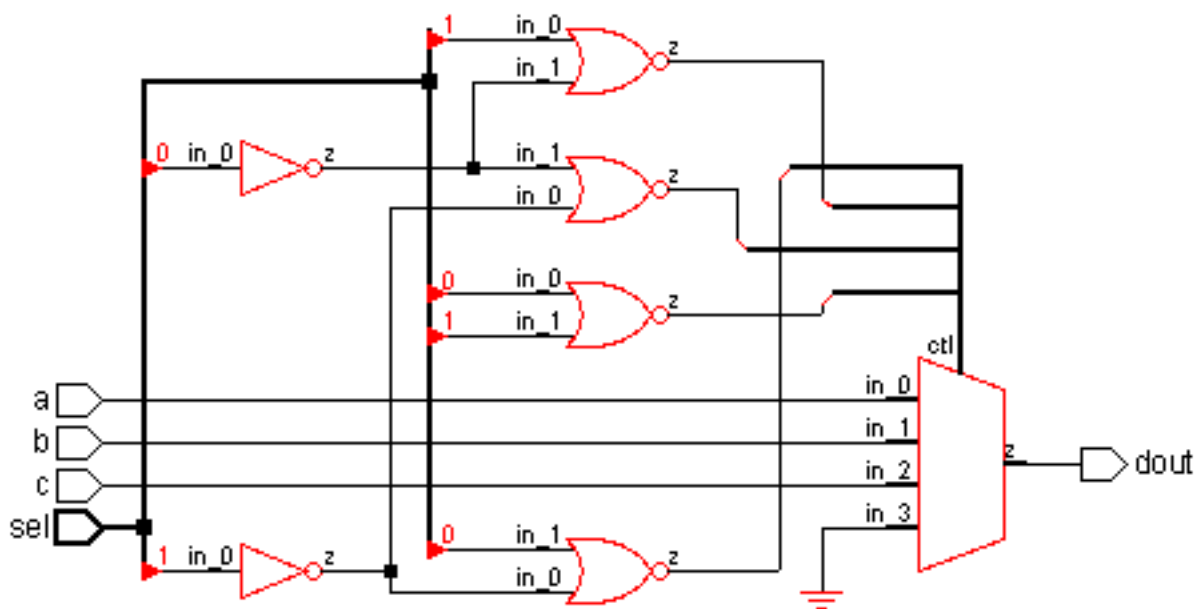 1 in_0 z
in_1
0 in_0 z in_1 z
in_0
0 in_0 z
1 in_1
ctl
a in_0
b in_1 z dout
c in_2
sel in_3
0 in_1 z
1 in_0 z in_0